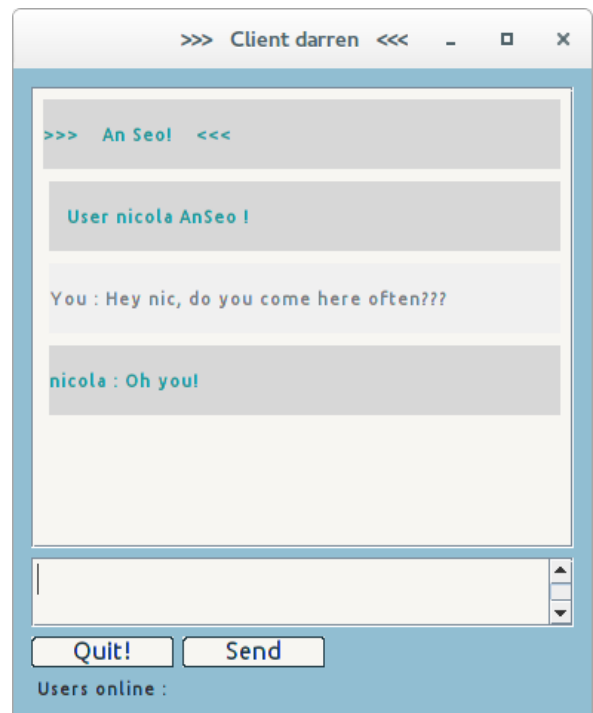 >>> Client darren <<<
>>> An Seo! <<<
User nicola AnSeo !
You : Hey nic, do you come here often???
nicola : Oh you!
Quit! Send
Users online :